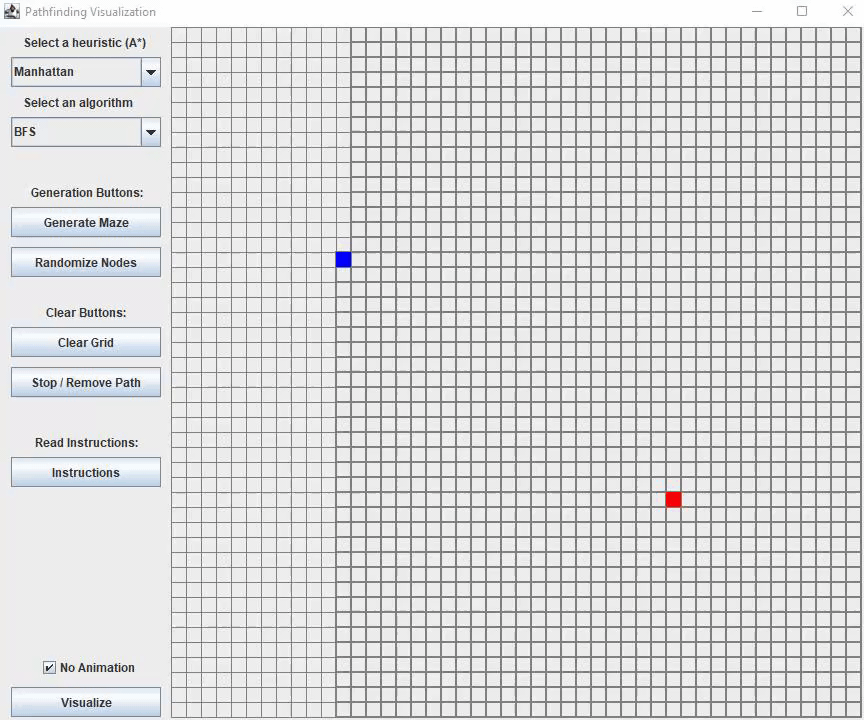 Pathfinding Visualization
Select a heuristic (A*)
Manhattan
Select an algorithm
BFS
Generation Buttons:
Generate Maze
Randomize Nodes
Clear Buttons:
Clear Grid
Stop / Remove Path
Read Instructions:
Instructions
No Animation
Visualize